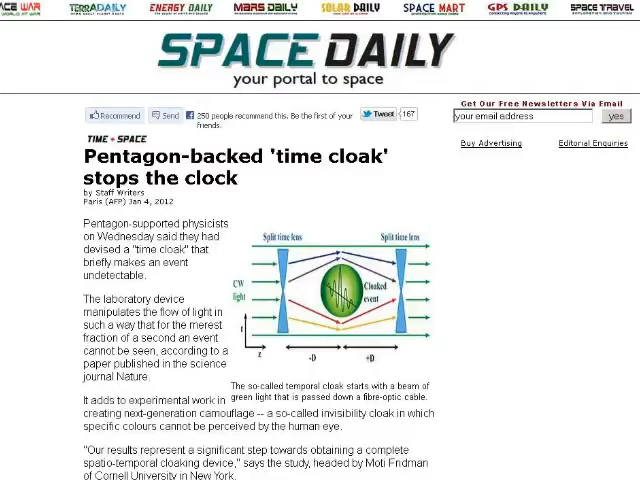 ACE WAR
TERRADAILY
ENERGY DAILY
MARS DAILY
SOLAR DAILY
SPACE MART
GPS DAILY
SPACE TRAVEL
SPACE DAILY
your portal to space
Recommend
Send
250 people recommend this. Be the first of your
friends.
Tweet
167
Get Our Free Newsletters Via Email
your email address
yes
Buy Advertising
Editorial Enquiries
TIME + SPACE
Pentagon-backed 'time cloak'
stops the clock
by Staff Writers
Paris (AFP) Jan 4, 2012
Pentagon-supported physicists
on Wednesday said they had
devised a "time cloak" that
briefly makes an event
undetectable.
The laboratory device
manipulates the flow of light in
such a way that for the merest
fraction of a second an event
cannot be seen, according to a
paper published in the science
journal Nature.
Split time lens
Split time lens
CW
light
Cloaked
event
t
z
-D
+D
The so-called temporal cloak starts with a beam of
green light that is passed down a fibre-optic cable.
It adds to experimental work in
creating next-generation camouflage -- a so-called invisibility cloak in which
specific colours cannot be perceived by the human eye.
"Our results represent a significant step towards obtaining a complete
spatio-temporal cloaking device," says the study, headed by Moti Fridman
of Cornell University in New York.